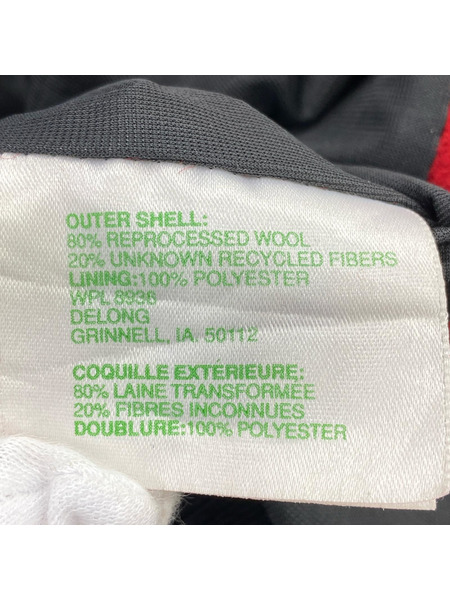 OUTER SHELL:
80% REPROCESSED WOOL
20% UNKNOWN RECYCLED FIBERS
LINING:100% POLYESTER
WPL 8938
DELONG
GRINNELL, IA. 50112
COQUILLE EXTÉRIEURE:
80% LAINE TRANSFORMÉE
20% FIBRES INCONNUES
DOUBLURE:100% POLYESTER